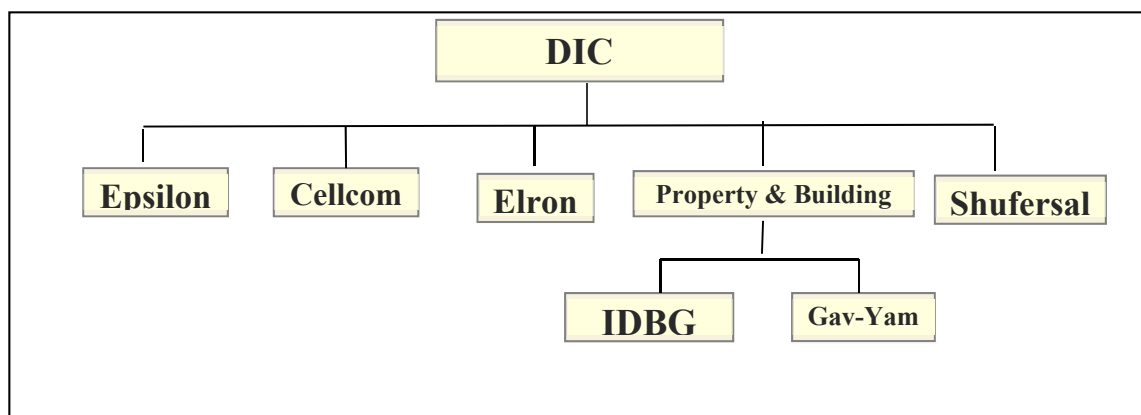 DIC
Epsilon
Cellcom
Elron
Property & Building
Shufersal
IDBG
Gav-Yam